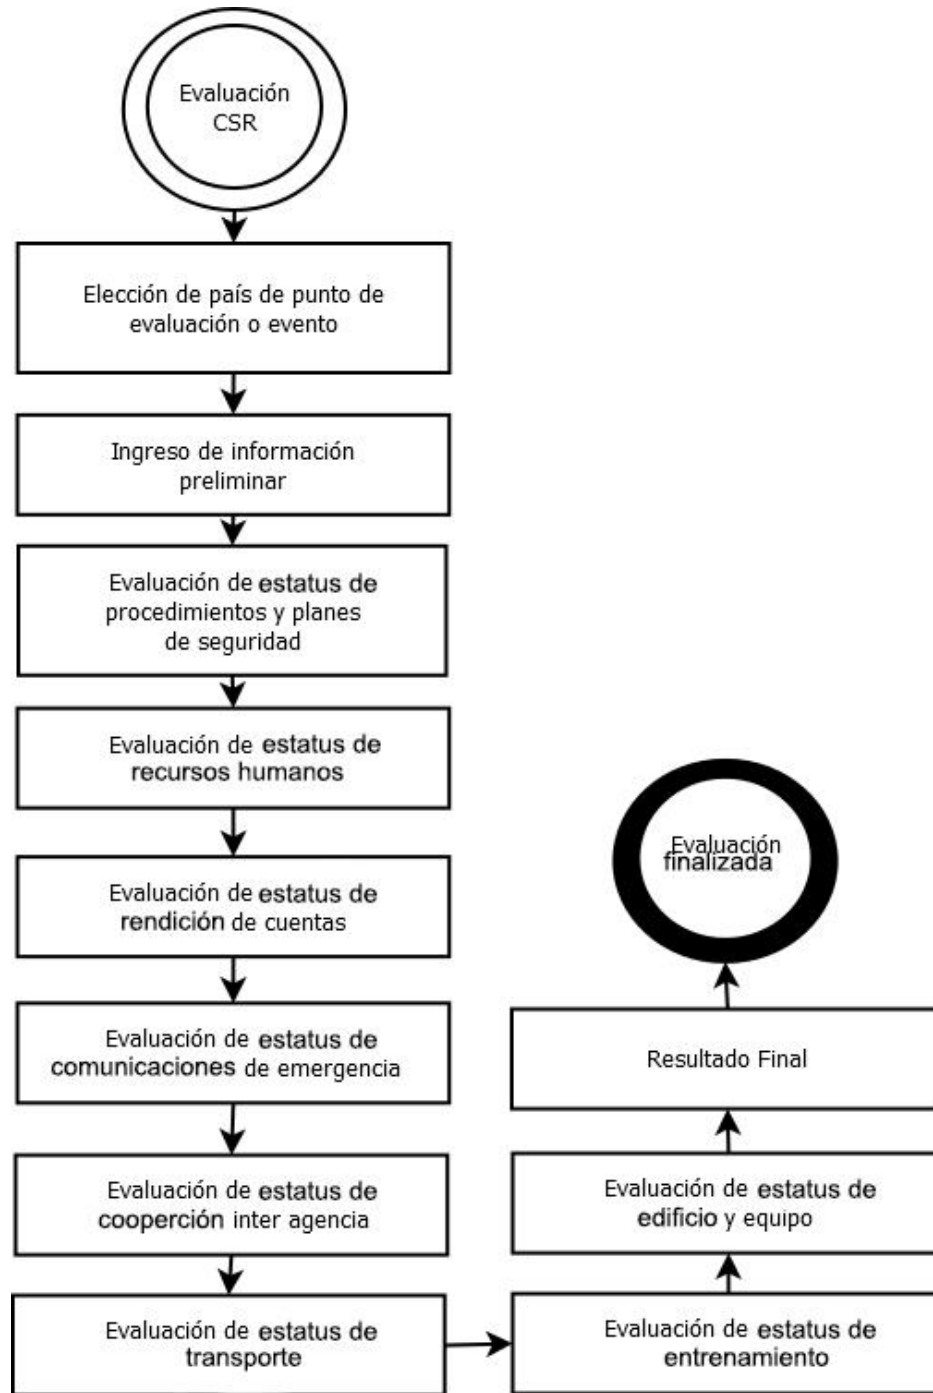 Evaluación
CSR
Elección de país de punto de
evaluación o evento
Ingreso de información
preliminar
Evaluación de estatus de
procedimientos y planes
de seguridad
Evaluación de estatus de
recursos humanos
Evaluación de estatus de
rendición de cuentas
Evaluación de estatus de
comunicaciones de emergencia
Evaluación de estatus de
cooperción inter agencia
Evaluación de estatus de
transporte
Evaluación de estatus de
entrenamiento
Evaluación de estatus de
edificio y equipo
Resultado Final
Evaluación
finalizada